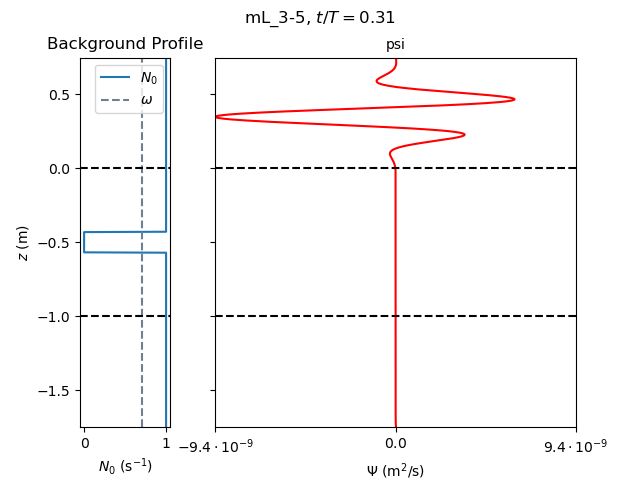 mL_3-5, t/T = 0.31
Background Profile
psi
N₀
ω
0.5
0.0
−0.5
−1.0
−1.5
z (m)
0
1
N₀ (s⁻¹)
−9.4 · 10⁻⁹
0.0
9.4 · 10⁻⁹
Ψ (m²/s)